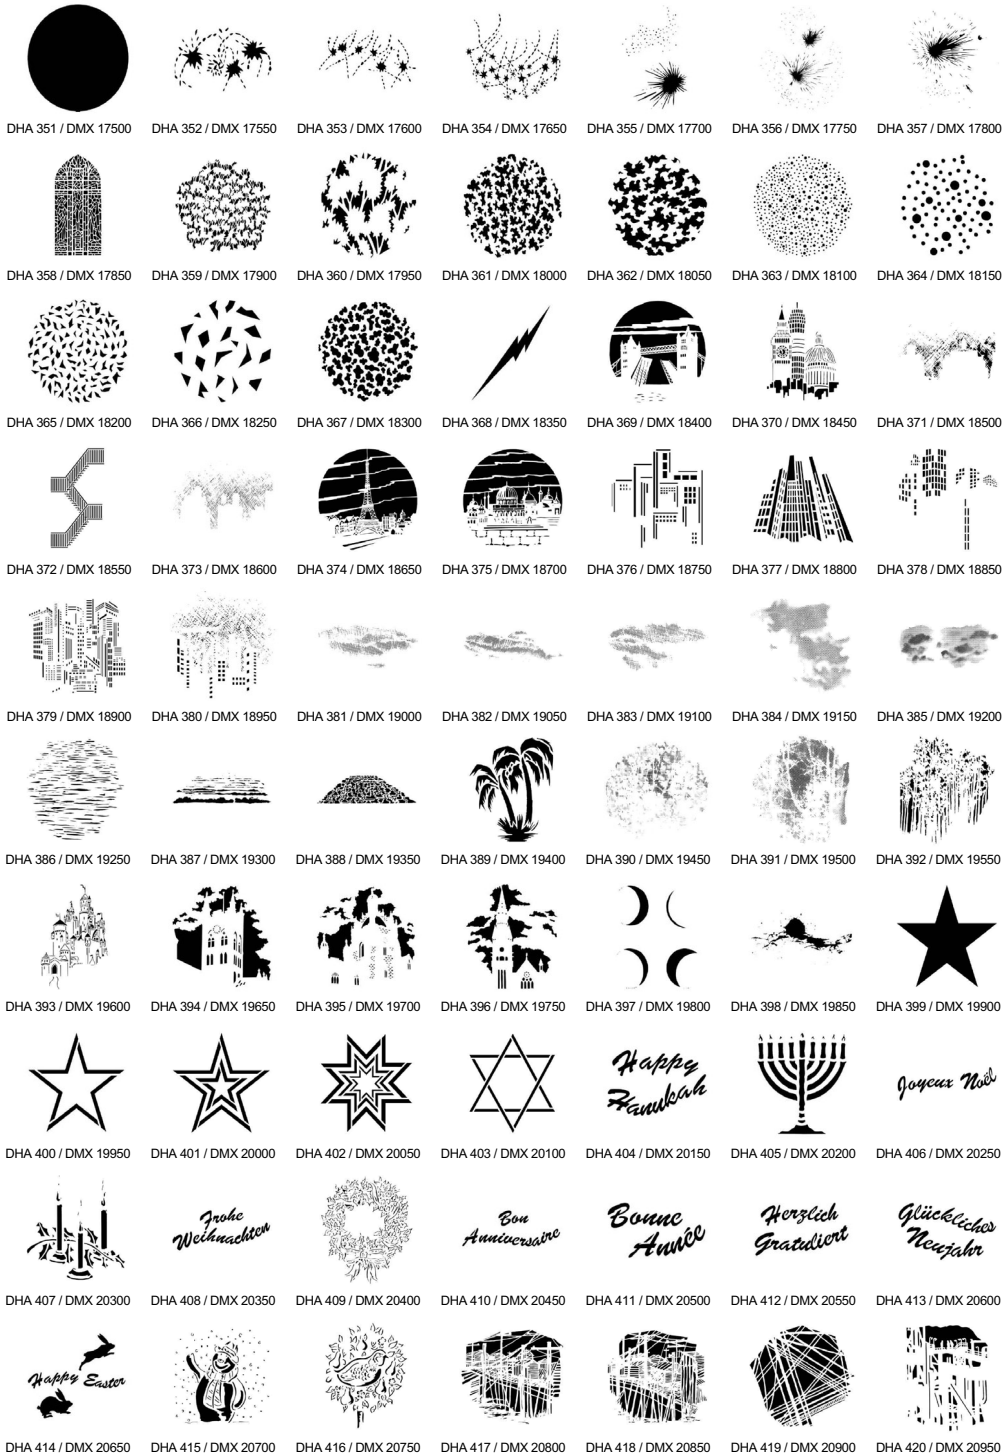 DHA 351 / DMX 17500 DHA 352 / DMX 17550 DHA 353 / DMX 17600 DHA 354 / DMX 17650 DHA 355 / DMX 17700 DHA 356 / DMX 17750 DHA 357 / DMX 17800
DHA 358 / DMX 17850 DHA 359 / DMX 17900 DHA 360 / DMX 17950 DHA 361 / DMX 18000 DHA 362 / DMX 18050 DHA 363 / DMX 18100 DHA 364 / DMX 18150
DHA 365 / DMX 18200 DHA 366 / DMX 18250 DHA 367 / DMX 18300 DHA 368 / DMX 18350 DHA 369 / DMX 18400 DHA 370 / DMX 18450 DHA 371 / DMX 18500
DHA 372 / DMX 18550 DHA 373 / DMX 18600 DHA 374 / DMX 18650 DHA 375 / DMX 18700 DHA 376 / DMX 18750 DHA 377 / DMX 18800 DHA 378 / DMX 18850
DHA 379 / DMX 18900 DHA 380 / DMX 18950 DHA 381 / DMX 19000 DHA 382 / DMX 19050 DHA 383 / DMX 19100 DHA 384 / DMX 19150 DHA 385 / DMX 19200
DHA 386 / DMX 19250 DHA 387 / DMX 19300 DHA 388 / DMX 19350 DHA 389 / DMX 19400 DHA 390 / DMX 19450 DHA 391 / DMX 19500 DHA 392 / DMX 19550
DHA 393 / DMX 19600 DHA 394 / DMX 19650 DHA 395 / DMX 19700 DHA 396 / DMX 19750 DHA 397 / DMX 19800 DHA 398 / DMX 19850 DHA 399 / DMX 19900
Happy
Hanukah
Joyeux Noël
DHA 400 / DMX 19950 DHA 401 / DMX 20000 DHA 402 / DMX 20050 DHA 403 / DMX 20100 DHA 404 / DMX 20150 DHA 405 / DMX 20200 DHA 406 / DMX 20250
Frohe
Weihnachten
Bon
Anniversaire
Bonne
Année
Herzlich
Gratuliert
Glückliches
Neujahr
DHA 407 / DMX 20300 DHA 408 / DMX 20350 DHA 409 / DMX 20400 DHA 410 / DMX 20450 DHA 411 / DMX 20500 DHA 412 / DMX 20550 DHA 413 / DMX 20600
Happy Easter
DHA 414 / DMX 20650 DHA 415 / DMX 20700 DHA 416 / DMX 20750 DHA 417 / DMX 20800 DHA 418 / DMX 20850 DHA 419 / DMX 20900 DHA 420 / DMX 20950